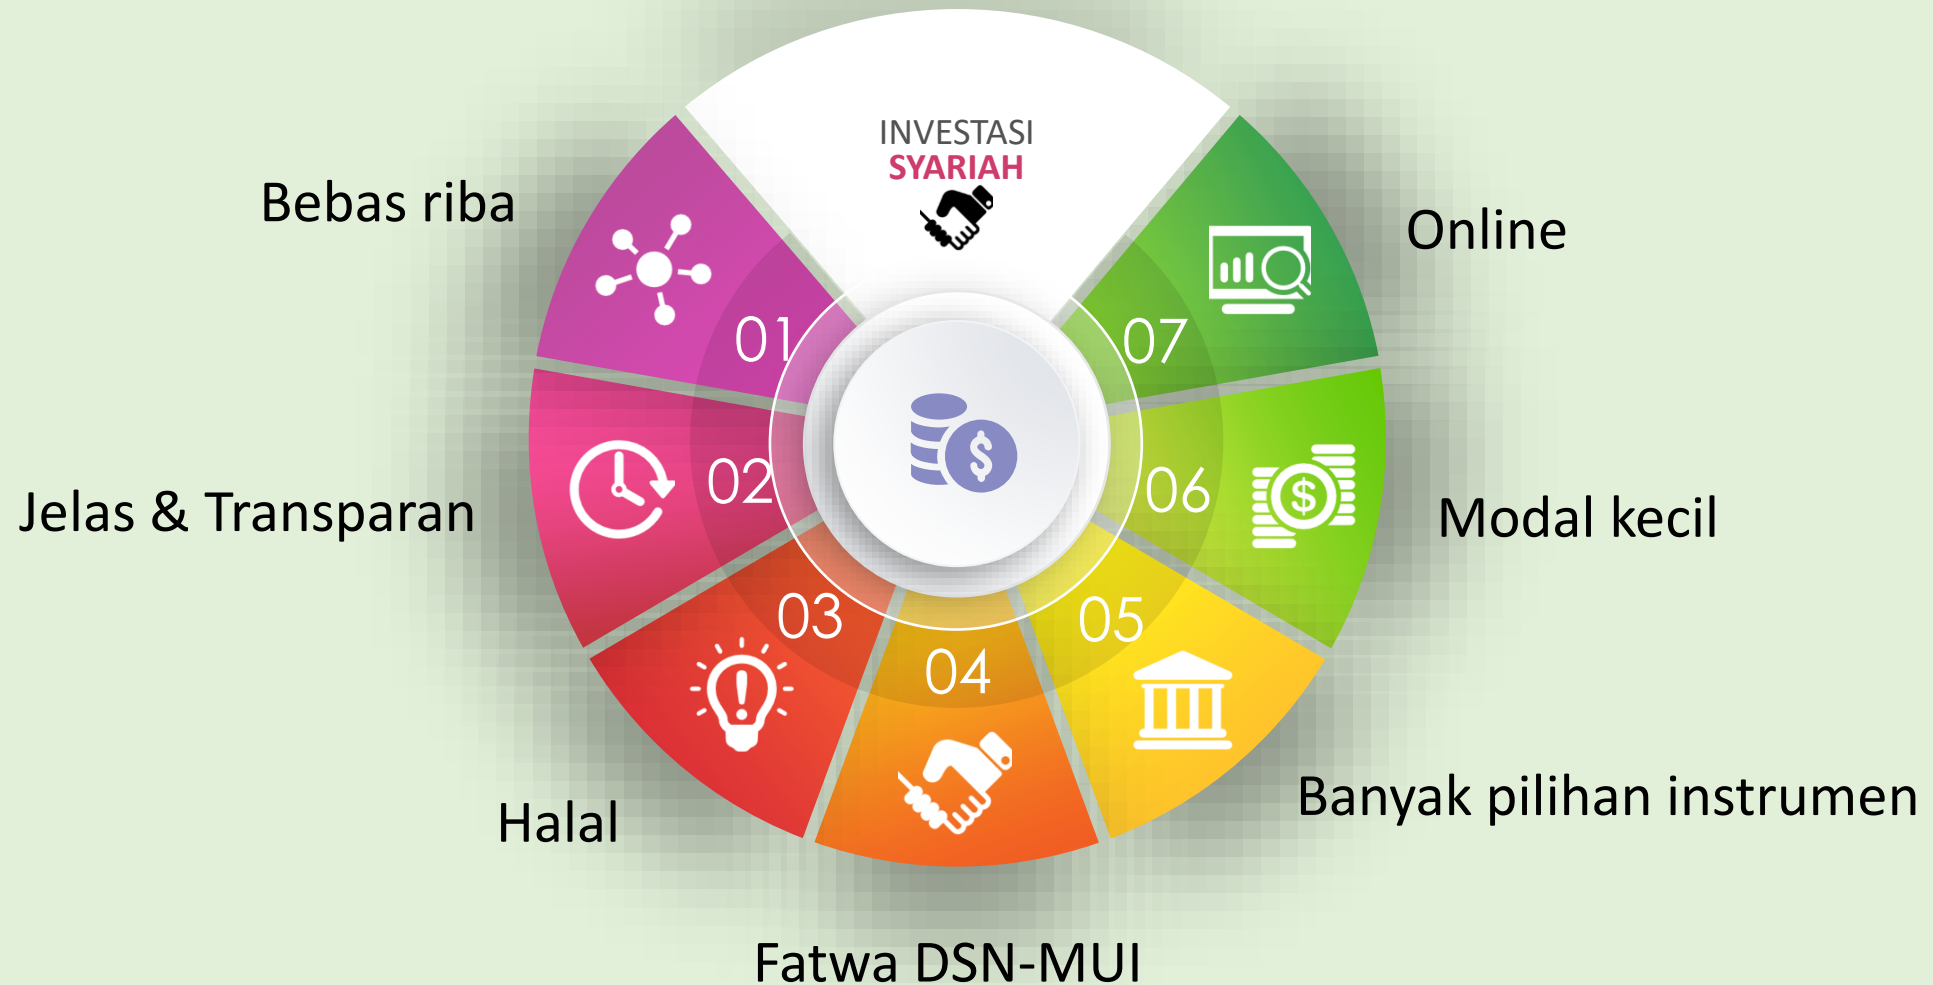 INVESTASI
SYARIAH
Bebas riba
01
Jelas & Transparan
02
Halal
03
Fatwa DSN-MUI
04
Banyak pilihan instrumen
05
Modal kecil
06
Online
07
$
$